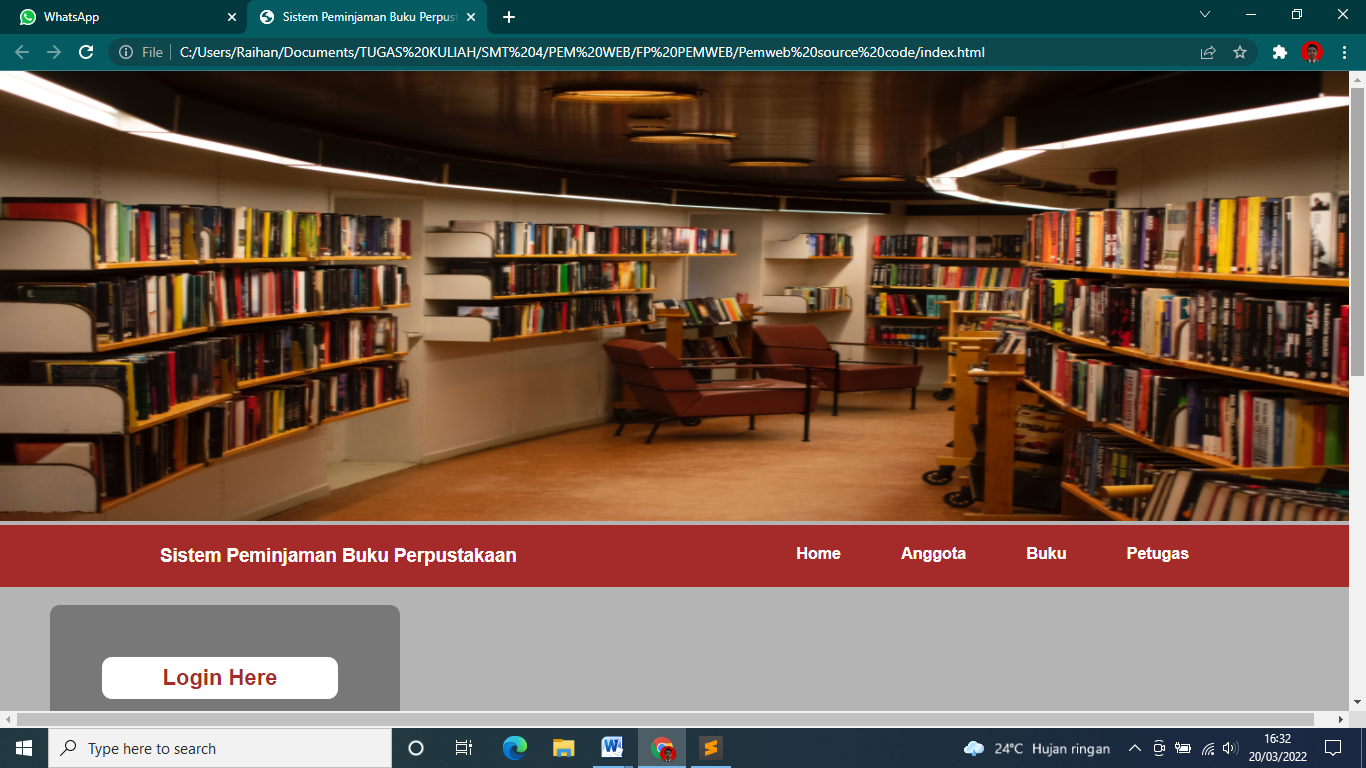 WhatsApp
Sistem Peminjaman Buku Perpust
File
C:/Users/Raihan/Documents/TUGAS%20KULIAH/SMT%204/PEM%20WEB/FP%20PEMWEB/Pemweb%20source%20code/index.html
Sistem Peminjaman Buku Perpustakaan Home Anggota Buku Petugas
Login Here
Type here to search
24°C Hujan ringan
16:32
20/03/2022